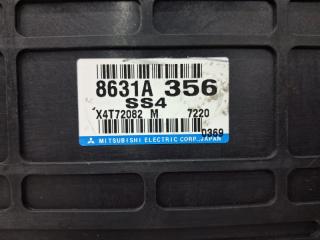 8631A 356
SS4
X4T72082 M 7220
D369
MITSUBISHI ELECTRIC CORP. JAPAN